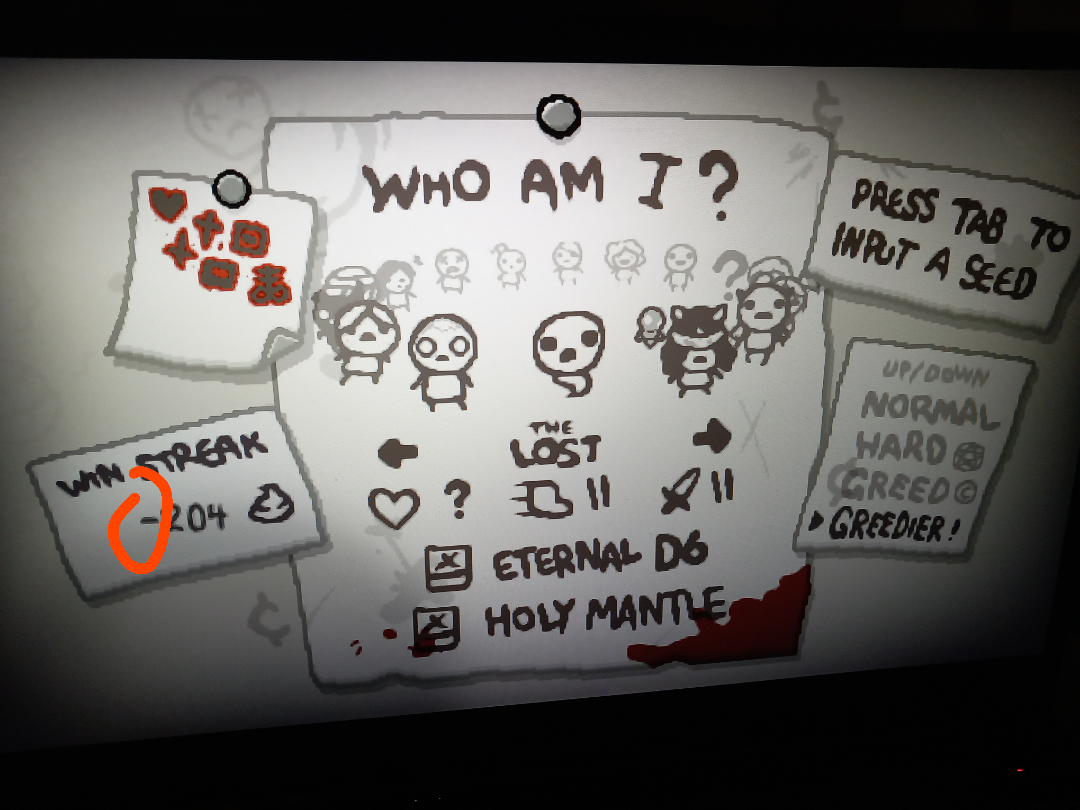 WHO AM I?
PRESS TAB TO
INPUT A SEED
WIN STREAK
-204
THE
LOST
?
ETERNAL D6
HOLY MANTLE
UP/DOWN
NORMAL
HARD
GREED
GREEDIER!